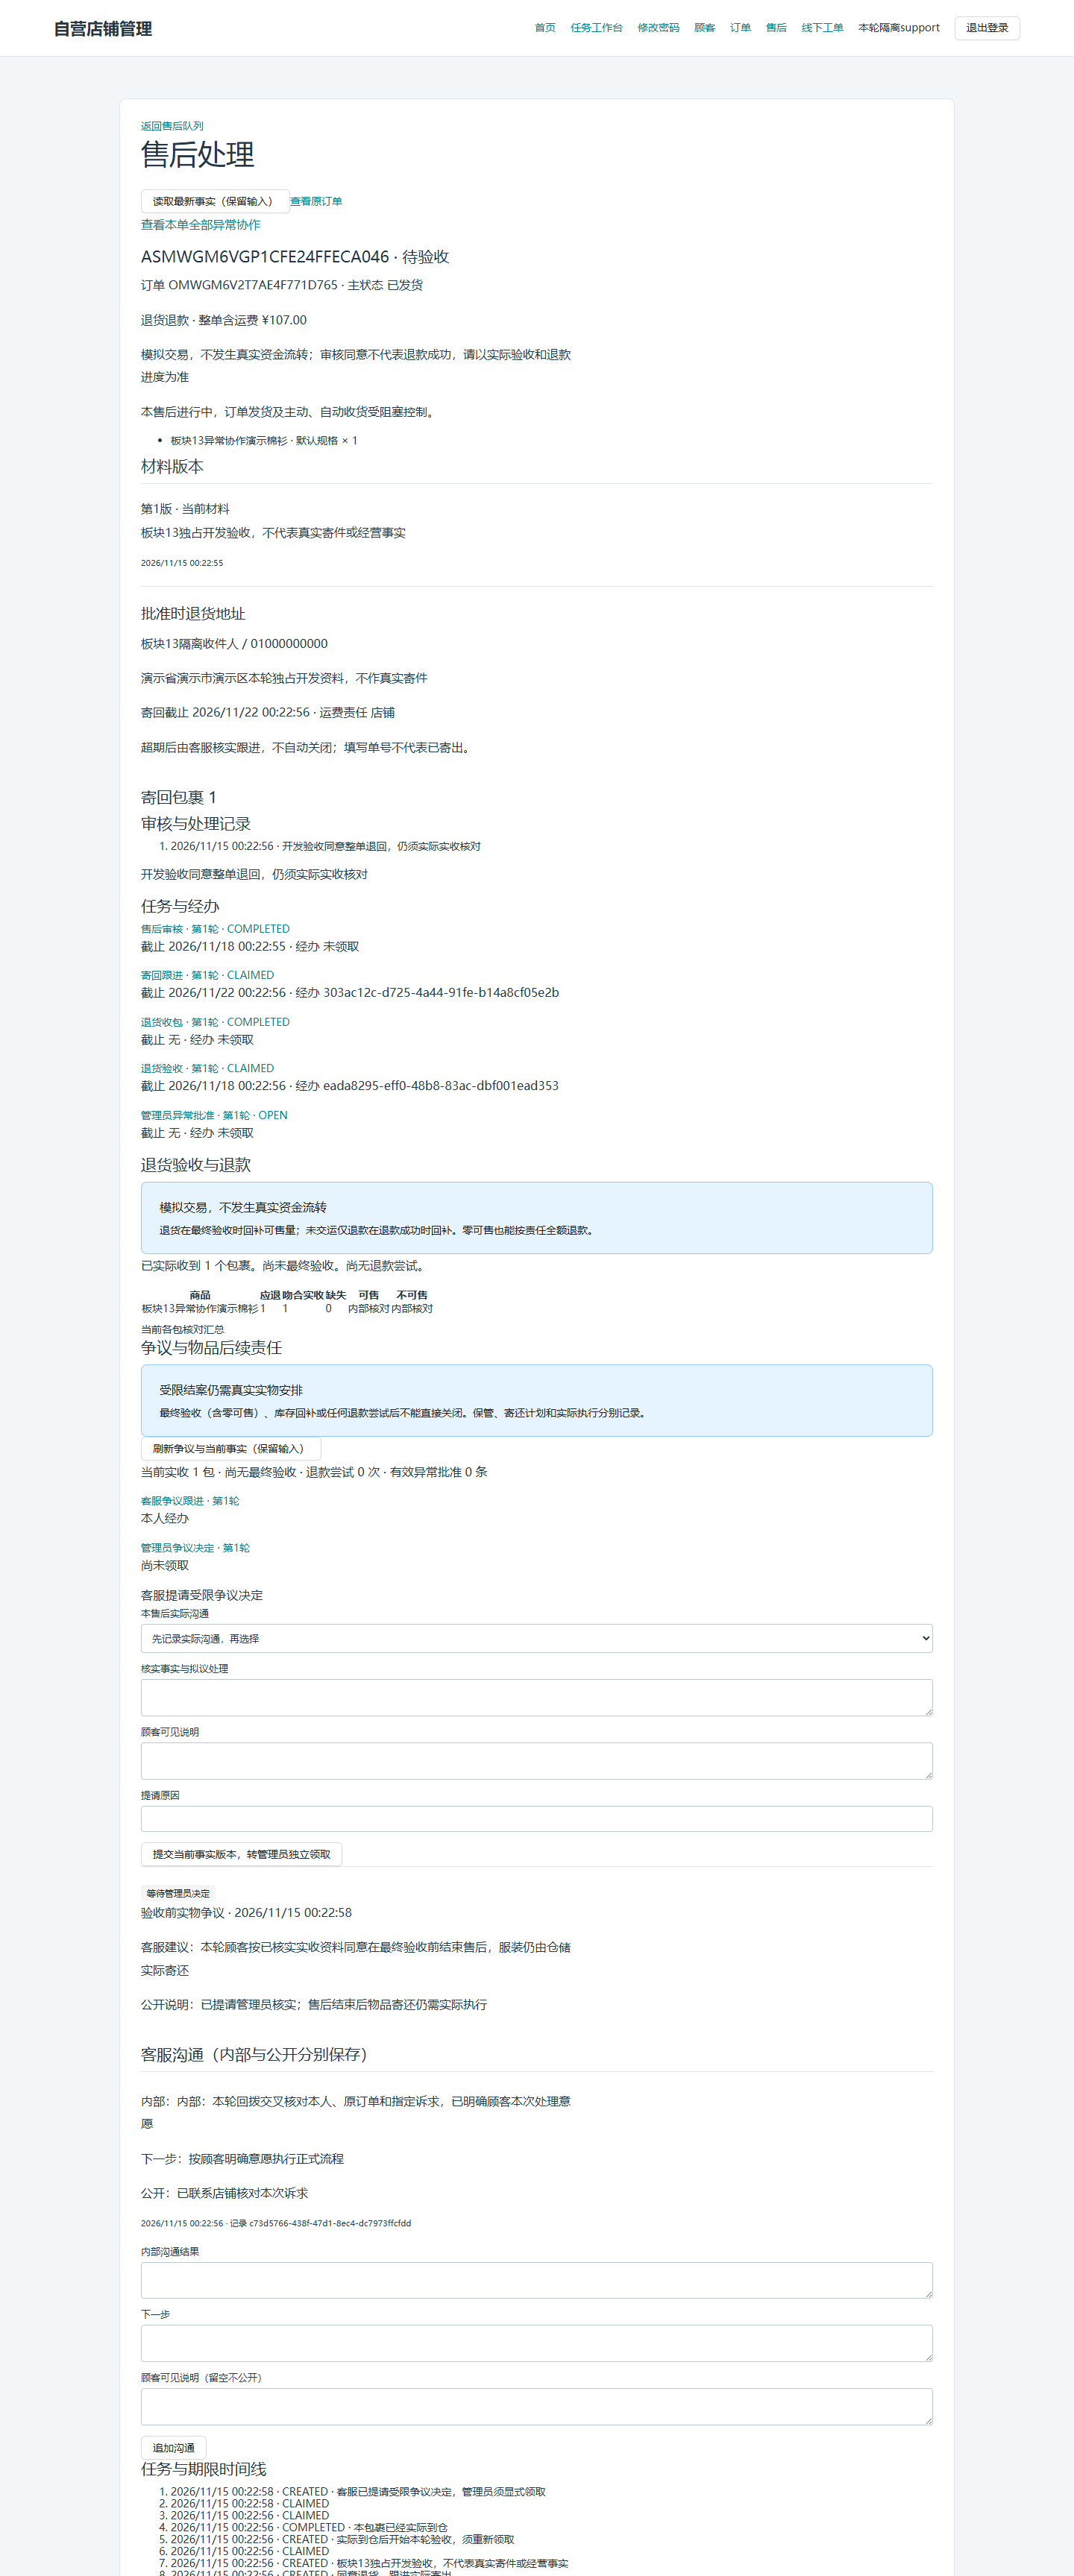 自营店铺管理
首页 任务工作台 修改密码 顾客 订单 售后 线下工单 本轮隔离support 退出登录
返回售后队列
售后处理
读取最新事实（保留输入） 查看原订单
查看本单全部异常协作
ASMWGM6VGP1CFE24FFECA046 · 待验收
订单 OMWGM6V2T7AE4F771D765 · 主状态 已发货
退货退款 · 整单含运费 ¥107.00
模拟交易，不发生真实资金流转；审核同意不代表退款成功，请以实际验收和退款
进度为准
本售后进行中，订单发货及主动、自动收货受阻塞控制。
• 板块13异常协作演示棉衫 · 默认规格 × 1
材料版本
第1版 · 当前材料
板块13独占开发验收，不代表真实寄件或经营事实
2026/11/15 00:22:55
批准时退货地址
板块13隔离收件人 / 01000000000
演示省演示市演示区本轮独占开发资料，不作真实寄件
寄回截止 2026/11/22 00:22:56 · 运费责任 店铺
超期后由客服核实跟进，不自动关闭；填写单号不代表已寄出。
寄回包裹 1
审核与处理记录
1. 2026/11/15 00:22:56 · 开发验收同意整单退回，仍须实际实收核对
开发验收同意整单退回，仍须实际实收核对
任务与经办
售后审核 · 第1轮 · COMPLETED
截止 2026/11/18 00:22:55 · 经办 未领取
寄回跟进 · 第1轮 · CLAIMED
截止 2026/11/22 00:22:56 · 经办 303ac12c-d725-4a44-91fe-b14a8cf05e2b
退货收包 · 第1轮 · COMPLETED
截止 无 · 经办 未领取
退货验收 · 第1轮 · CLAIMED
截止 2026/11/18 00:22:56 · 经办 eada8295-eff0-48b8-83ac-dbf001ead353
管理员异常批准 · 第1轮 · OPEN
截止 无 · 经办 未领取
退货验收与退款
模拟交易，不发生真实资金流转
退货在最终验收时回补可售量；未交运仅退款在退款成功时回补。零可售也能按责任全额退款。
已实际收到 1 个包裹。尚未最终验收。尚无退款尝试。
商品 应退 吻合实收 缺失 可售 不可售
板块13异常协作演示棉衫 1 1 0 内部核对 内部核对
当前各包核对汇总
争议与物品后续责任
受限结案仍需真实实物安排
最终验收（含零可售）、库存回补或任何退款尝试后不能直接关闭。保管、寄还计划和实际执行分别记录。
刷新争议与当前事实（保留输入）
当前实收 1 包 · 尚无最终验收 · 退款尝试 0 次 · 有效异常批准 0 条
客服争议跟进 · 第1轮
本人经办
管理员争议决定 · 第1轮
尚未领取
客服提请受限争议决定
本售后实际沟通
先记录实际沟通，再选择
核实事实与拟议处理
顾客可见说明
提请原因
提交当前事实版本，转管理员独立领取
等待管理员决定
验收前实物争议 · 2026/11/15 00:22:58
客服建议：本轮顾客按已核实实收资料同意在最终验收前结束售后，服装仍由仓储
实际寄还
公开说明：已提请管理员核实；售后结束后物品寄还仍需实际执行
客服沟通（内部与公开分别保存）
内部：内部：本轮回拨交叉核对本人、原订单和指定诉求，已明确顾客本次处理意
愿
下一步：按顾客明确意愿执行正式流程
公开：已联系店铺核对本次诉求
2026/11/15 00:22:56 · 记录 c73d5766-438f-47d1-8ec4-dc7973ffcfdd
内部沟通结果
下一步
顾客可见说明（留空不公开）
追加沟通
任务与期限时间线
1. 2026/11/15 00:22:58 · CREATED · 客服已提请受限争议决定，管理员须显式领取
2. 2026/11/15 00:22:58 · CLAIMED
3. 2026/11/15 00:22:56 · CLAIMED
4. 2026/11/15 00:22:56 · COMPLETED · 本包裹已经实际到仓
5. 2026/11/15 00:22:56 · CREATED · 实际到仓后开始本轮验收，须重新领取
6. 2026/11/15 00:22:56 · CLAIMED
7. 2026/11/15 00:22:56 · CREATED · 板块13独占开发验收，不代表真实寄件或经营事实
8. 2026/11/15 00:22:56 · CREATED · 同意退货，跟进实际寄出